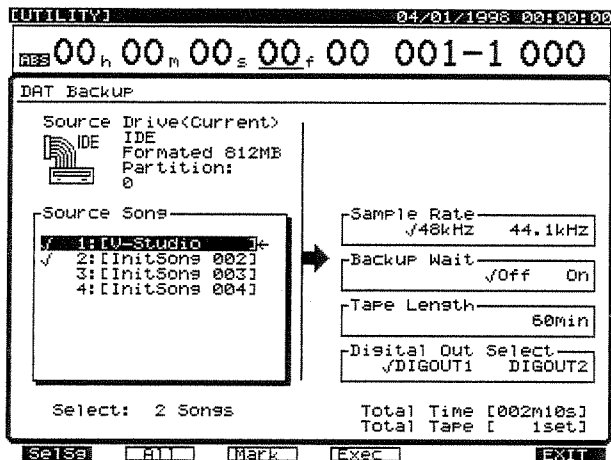 [UTILITY] 04/01/1998 00:00:00
ABS 00h 00m 00s 00f 00 001-1 000
DAT Backup
Source Drive<Current>
IDE IDE
Formated 812MB
Partition:
0
Source Song
√ 1:[V-Studio ]←
√ 2:[InitSong 002]
3:[InitSong 003]
4:[InitSong 004]
Select: 2 Songs
Sample Rate
√48kHz 44.1kHz
Backup Wait
√Off On
Tape Length
60min
Digital Out Select
√DIGOUT1 DIGOUT2
Total Time [002m10s]
Total Tape [ 1set]
SelSg All Mark Exec EXIT